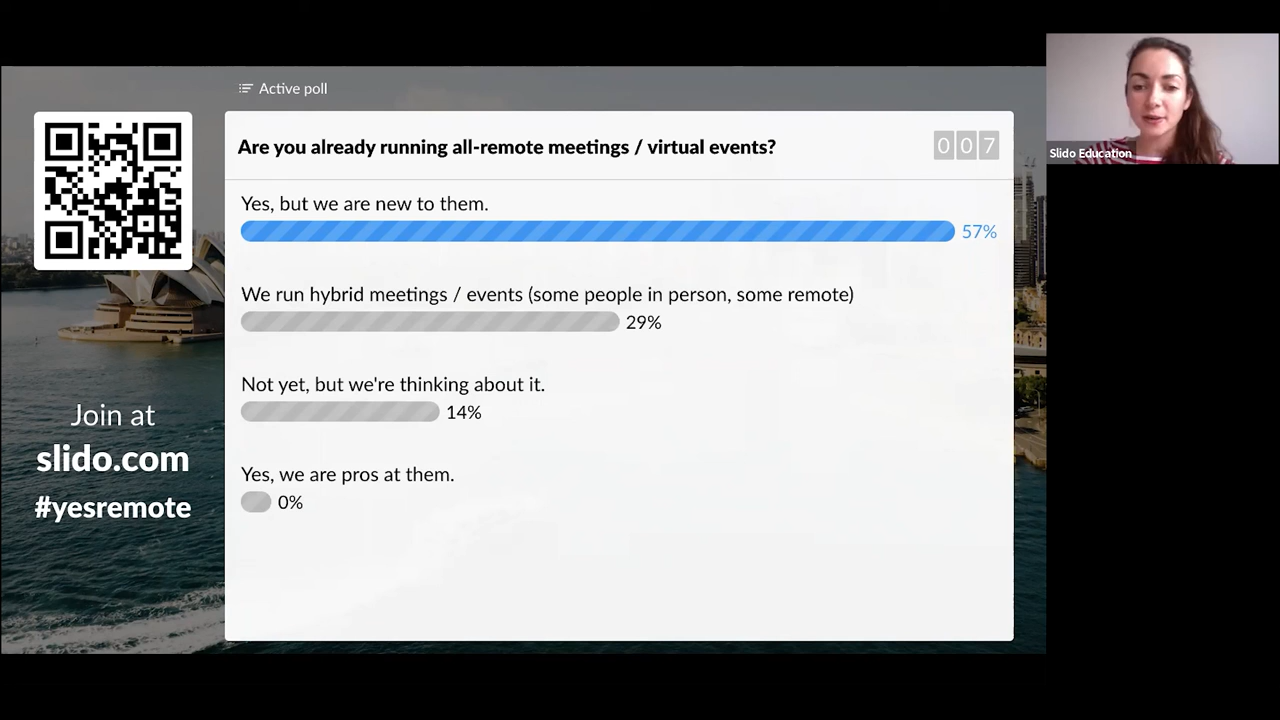 Active poll
Are you already running all-remote meetings / virtual events?
007
Yes, but we are new to them.
57%
We run hybrid meetings / events (some people in person, some remote)
29%
Not yet, but we're thinking about it.
14%
Yes, we are pros at them.
0%
Join at
slido.com
#yesremote
Slido Education